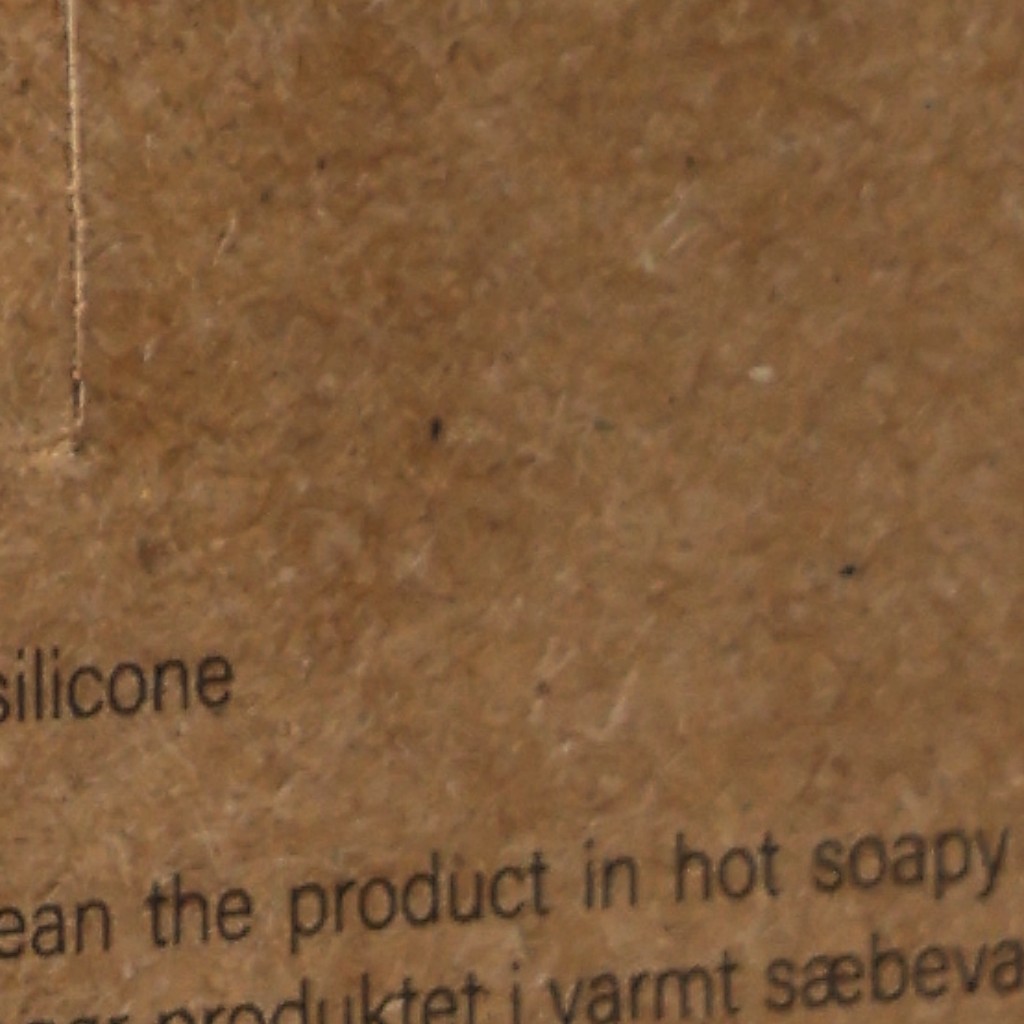 silicone
ean the product in hot soapy
produktet i varmt sæbeva